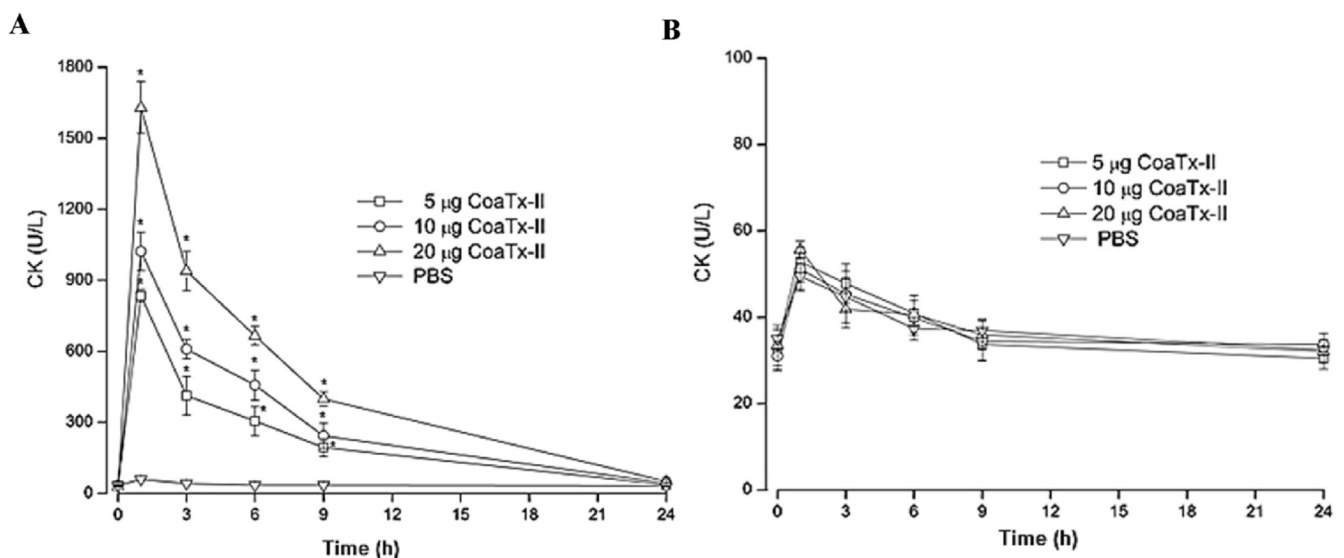 A
1800
1500
1200
900
600
300
0
CK (U/L)
0 3 6 9 12 15 18 21 24
Time (h)
5 µg CoaTx-II
10 µg CoaTx-II
20 µg CoaTx-II
PBS
* * * * * * * * * * * *
B
100
80
60
40
20
0
CK (U/L)
0 3 6 9 12 15 18 21 24
Time (h)
5 µg CoaTx-II
10 µg CoaTx-II
20 µg CoaTx-II
PBS